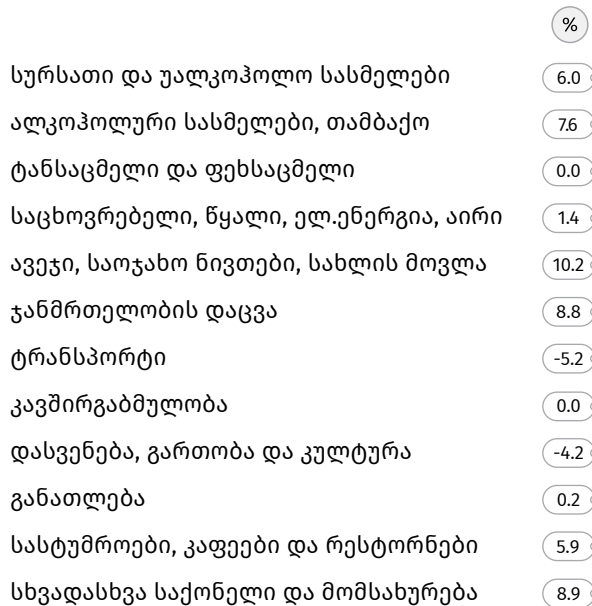 %
სურსათი და უალკოჰოლო სასმელები 6.0
ალკოჰოლური სასმელები, თამბაქო 7.6
ტანსაცმელი და ფეხსაცმელი 0.0
საცხოვრებელი, წყალი, ელ.ენერგია, აირი 1.4
ავეჯი, საოჯახო ნივთები, სახლის მოვლა 10.2
ჯანმრთელობის დაცვა 8.8
ტრანსპორტი -5.2
კავშირგაბმულობა 0.0
დასვენება, გართობა და კულტურა -4.2
განათლება 0.2
სასტუმროები, კაფეები და რესტორნები 5.9
სხვადასხვა საქონელი და მომსახურება 8.9